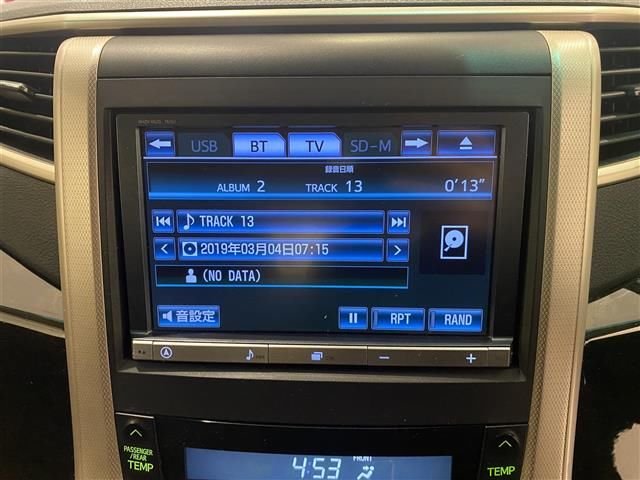 USB BT TV SD-M
録音日順
ALBUM 2 TRACK 13 0'13"
TRACK 13
2019年03月04日07:15
(NO DATA)
音設定 RPT RAND
PASSENGER
/REAR
TEMP
4:53
FRONT
TEMP